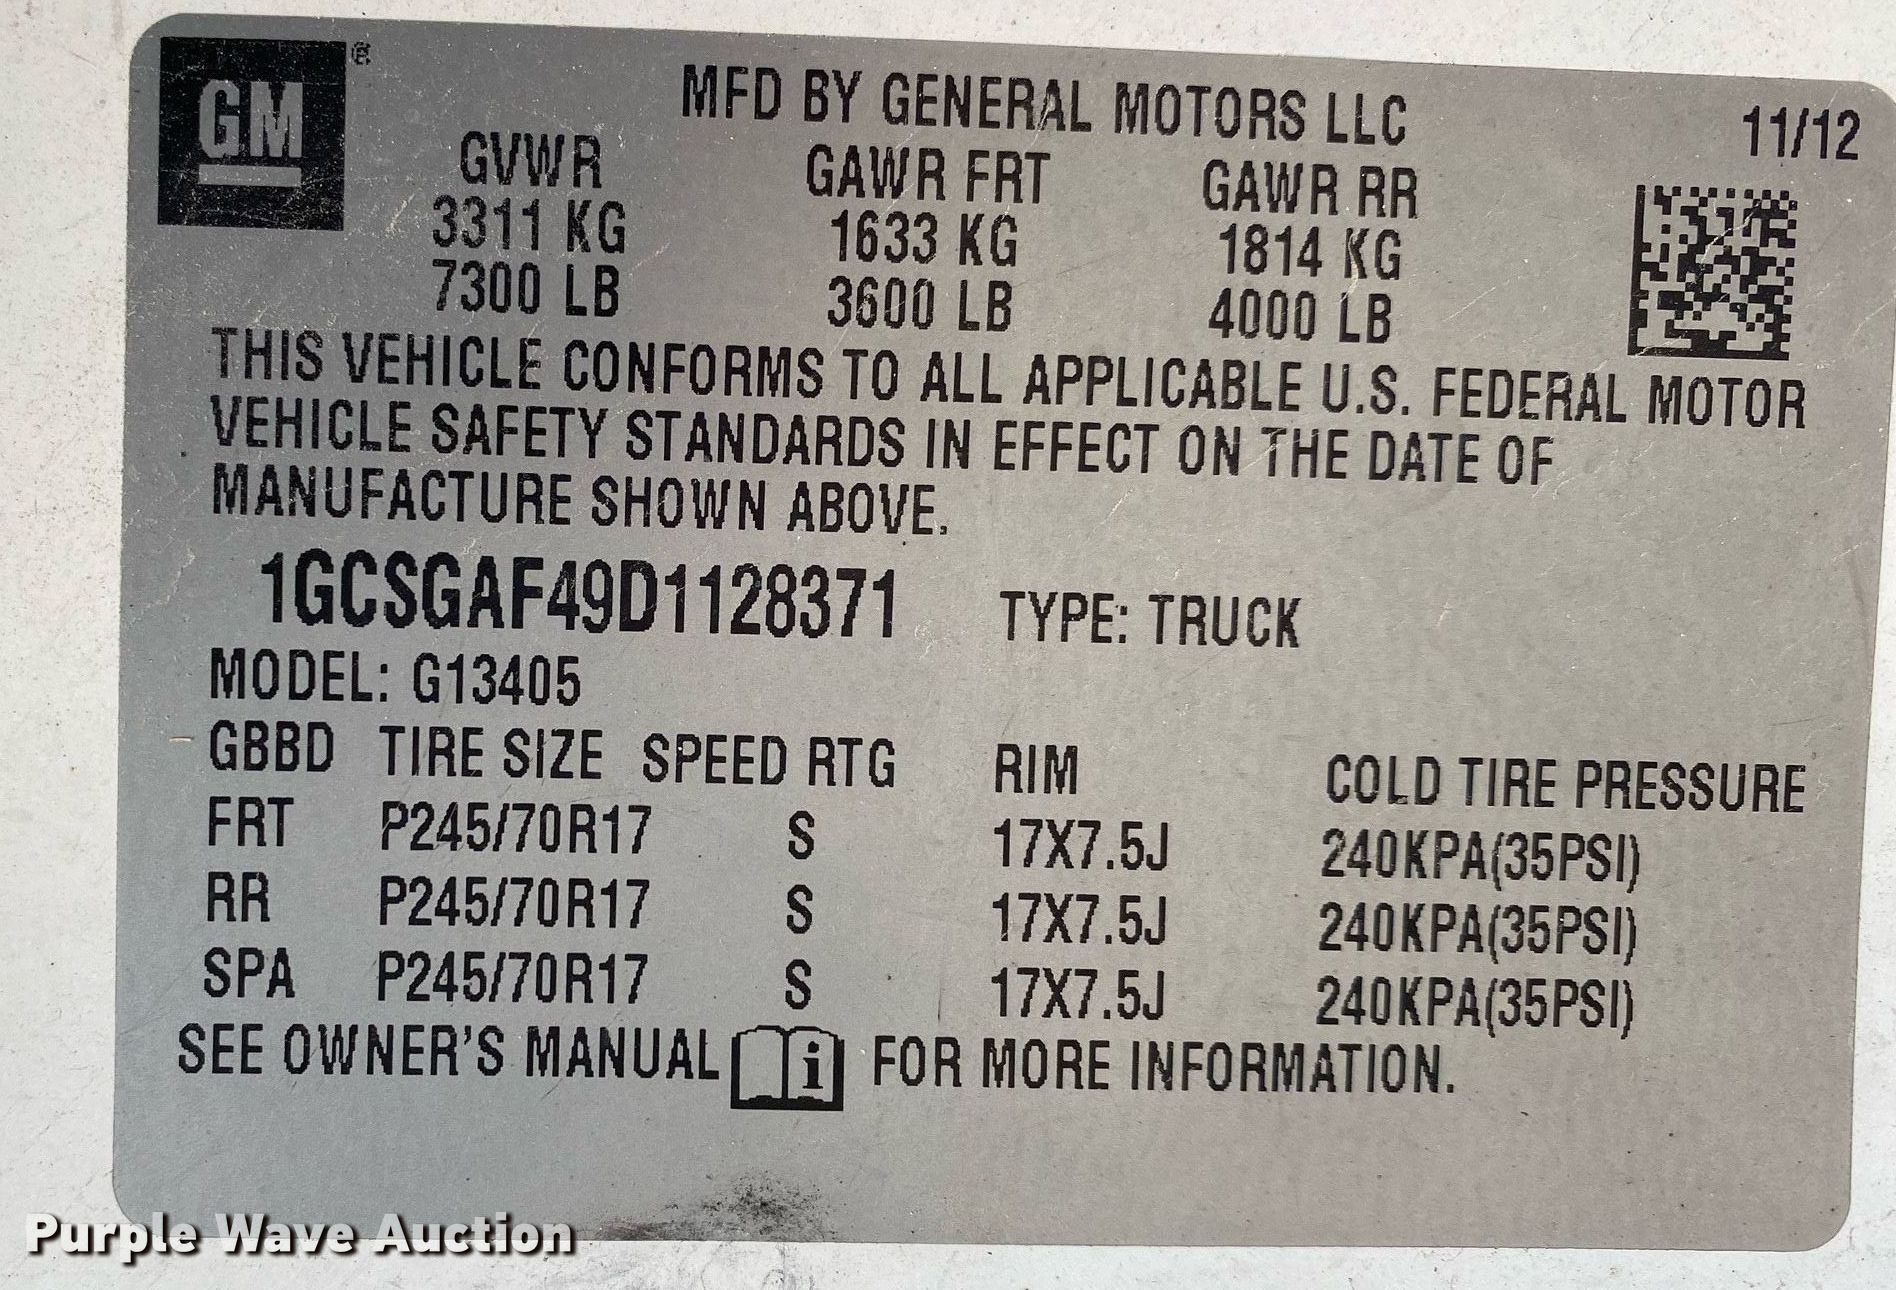 GM®
MFD BY GENERAL MOTORS LLC 11/12
GVWR GAWR FRT GAWR RR
3311 KG 1633 KG 1814 KG
7300 LB 3600 LB 4000 LB
THIS VEHICLE CONFORMS TO ALL APPLICABLE U.S. FEDERAL MOTOR
VEHICLE SAFETY STANDARDS IN EFFECT ON THE DATE OF
MANUFACTURE SHOWN ABOVE.
1GCSGAF49D1128371 TYPE: TRUCK
MODEL: G13405
GBBD TIRE SIZE SPEED RTG RIM COLD TIRE PRESSURE
FRT P245/70R17 S 17X7.5J 240KPA(35PSI)
RR P245/70R17 S 17X7.5J 240KPA(35PSI)
SPA P245/70R17 S 17X7.5J 240KPA(35PSI)
SEE OWNER'S MANUAL i FOR MORE INFORMATION.
Purple Wave Auction